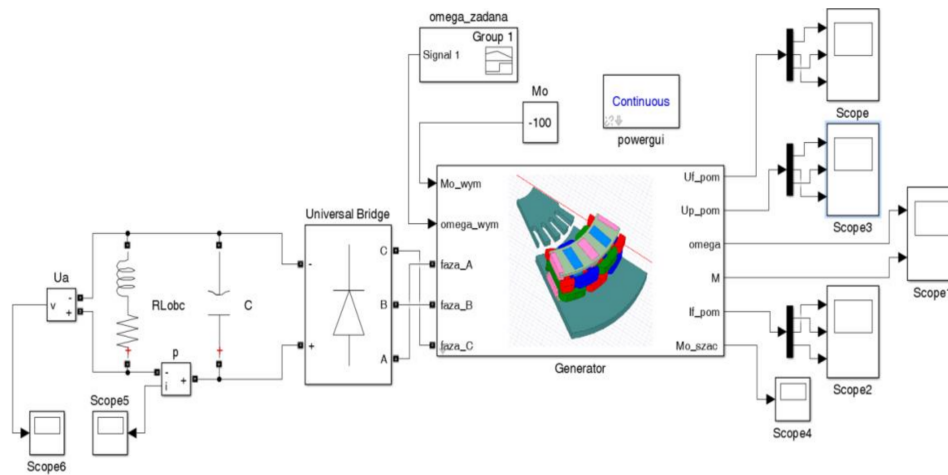 omega_zadana
Group 1
Signal 1
Mo
-100
Continuous
powergui
Scope
Scope3
Scope1
Mo_wym
omega_wym
faza_A
faza_B
faza_C
Uf_pom
Up_pom
omega
M
If_pom
Mo_szac
Generator
Universal Bridge
-
+
C
B
A
Ua
v
-
+
RLobc
C
p
-
i
+
Scope5
Scope6
Scope2
Scope4